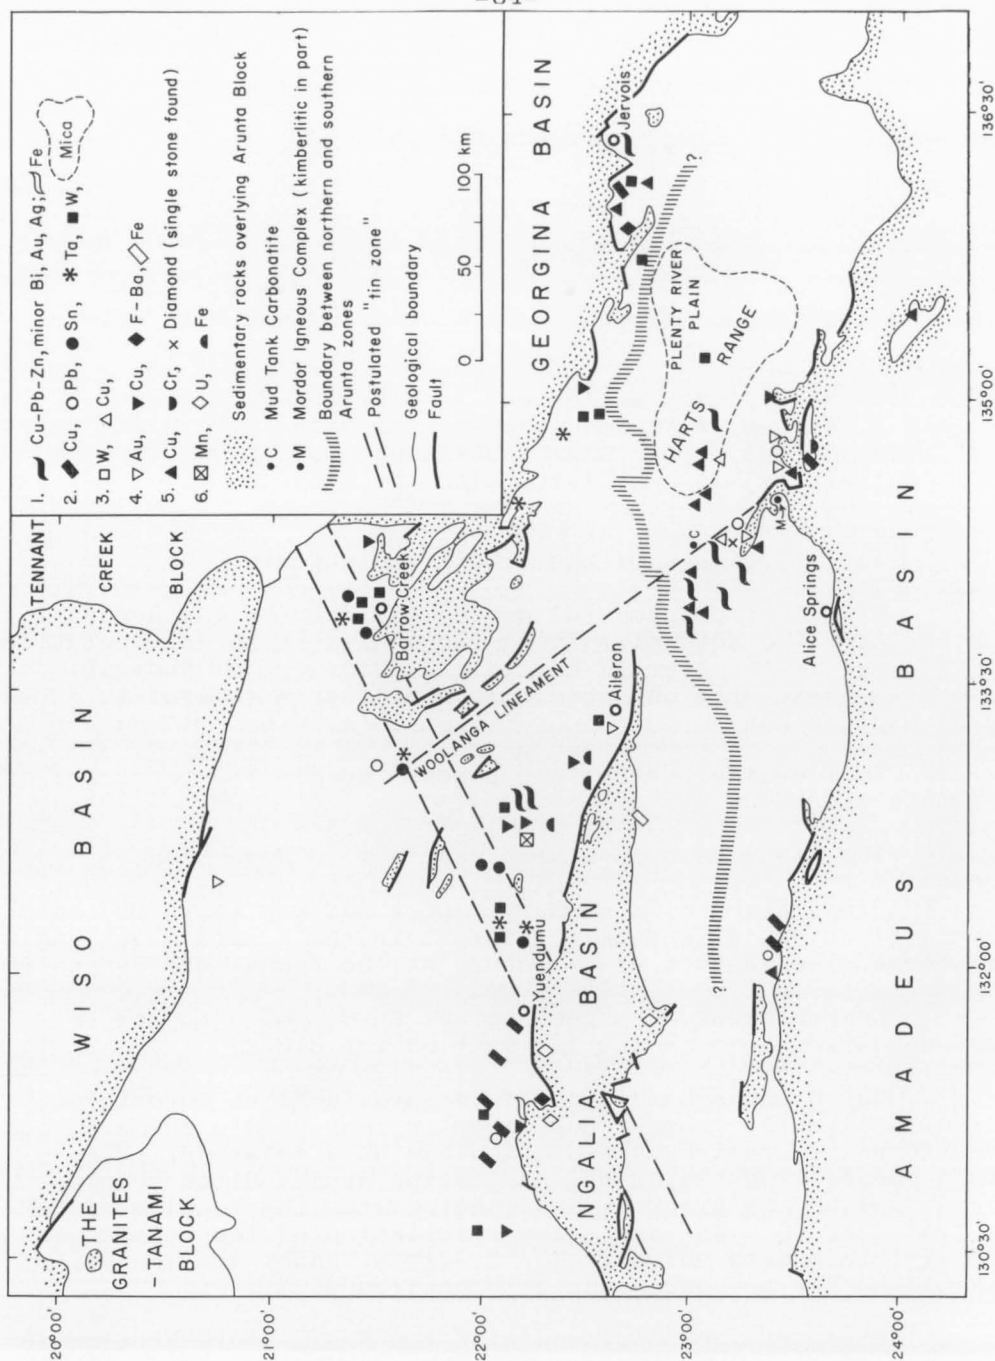 -81-
1. Cu-Pb-Zn, minor Bi, Au, Ag; Fe
Mica
2. Cu, Pb, Sn, Ta, W,
3. W, Cu,
4. Au, Cu, F-Ba, Fe
5. Cu, Cr, x Diamond (single stone found)
6. Mn, U, Fe
Sedimentary rocks overlying Arunta Block
•C Mud Tank Carbonatite
•M Mordor Igneous Complex (kimberlitic in part)
Boundary between northern and southern
Arunta zones
Postulated "tin zone"
Geological boundary
Fault
0 50 100 km
TENNANT
CREEK
BLOCK
WISO BASIN
THE
GRANITES
-TANAMI
BLOCK
GEORGINA BASIN
Jervois
Barrow Creek
WOOLANGA LINEAMENT
PLENTY RIVER
PLAIN
HARTS RANGE
?
C
M
Aileron
Alice Springs
Yuendumu
NGALIA BASIN
?
AMADEUS BASIN
20°00'
21°00'
22°00'
23°00'
24°00'
130°30'
132°00'
133°30'
135°00'
136°30'